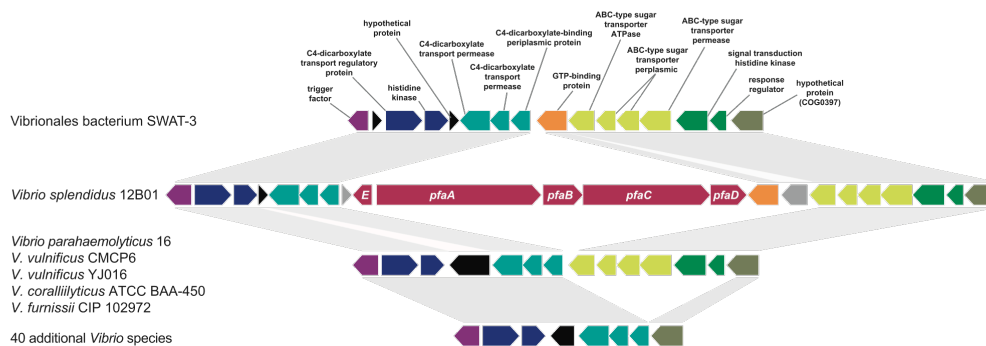 hypothetical
protein
C4-dicarboxylate
transport regulatory
protein
trigger
factor
histidine
kinase
C4-dicarboxylate
transport permease
C4-dicarboxylate
transport
permease
C4-dicarboxylate-binding
periplasmic protein
GTP-binding
protein
ABC-type sugar
transporter
ATPase
ABC-type sugar
transporter
perplasmic
ABC-type sugar
transporter
permease
signal transduction
histidine kinase
response
regulator
hypothetical
protein
(COG0397)
Vibrionales bacterium SWAT-3
Vibrio splendidus 12B01
E pfaA pfaB pfaC pfaD
Vibrio parahaemolyticus 16
V. vulnificus CMCP6
V. vulnificus YJ016
V. coralliilyticus ATCC BAA-450
V. furnissii CIP 102972
40 additional Vibrio species